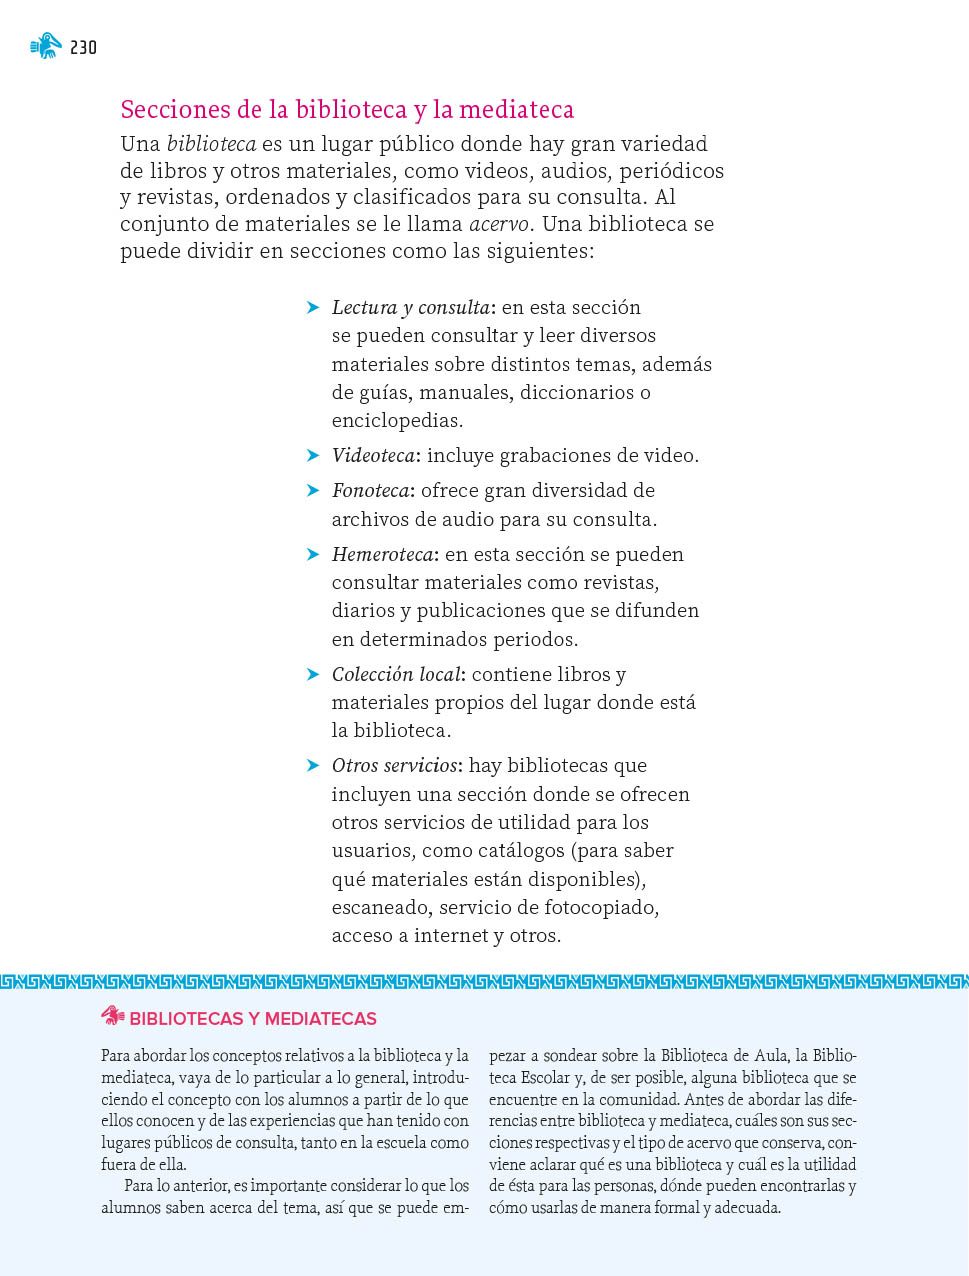 230
Secciones de la biblioteca y la mediateca
Una biblioteca es un lugar público donde hay gran variedad
de libros y otros materiales, como videos, audios, periódicos
y revistas, ordenados y clasificados para su consulta. Al
conjunto de materiales se le llama acervo. Una biblioteca se
puede dividir en secciones como las siguientes:
➤ Lectura y consulta: en esta sección
se pueden consultar y leer diversos
materiales sobre distintos temas, además
de guías, manuales, diccionarios o
enciclopedias.
➤ Videoteca: incluye grabaciones de video.
➤ Fonoteca: ofrece gran diversidad de
archivos de audio para su consulta.
➤ Hemeroteca: en esta sección se pueden
consultar materiales como revistas,
diarios y publicaciones que se difunden
en determinados periodos.
➤ Colección local: contiene libros y
materiales propios del lugar donde está
la biblioteca.
➤ Otros servicios: hay bibliotecas que
incluyen una sección donde se ofrecen
otros servicios de utilidad para los
usuarios, como catálogos (para saber
qué materiales están disponibles),
escaneado, servicio de fotocopiado,
acceso a internet y otros.
BIBLIOTECAS Y MEDIATECAS
Para abordar los conceptos relativos a la biblioteca y la
mediateca, vaya de lo particular a lo general, introdu-
ciendo el concepto con los alumnos a partir de lo que
ellos conocen y de las experiencias que han tenido con
lugares públicos de consulta, tanto en la escuela como
fuera de ella.
Para lo anterior, es importante considerar lo que los
alumnos saben acerca del tema, así que se puede em-
pezar a sondear sobre la Biblioteca de Aula, la Biblio-
teca Escolar y, de ser posible, alguna biblioteca que se
encuentre en la comunidad. Antes de abordar las dife-
rencias entre biblioteca y mediateca, cuáles son sus sec-
ciones respectivas y el tipo de acervo que conserva, con-
viene aclarar qué es una biblioteca y cuál es la utilidad
de ésta para las personas, dónde pueden encontrarlas y
cómo usarlas de manera formal y adecuada.